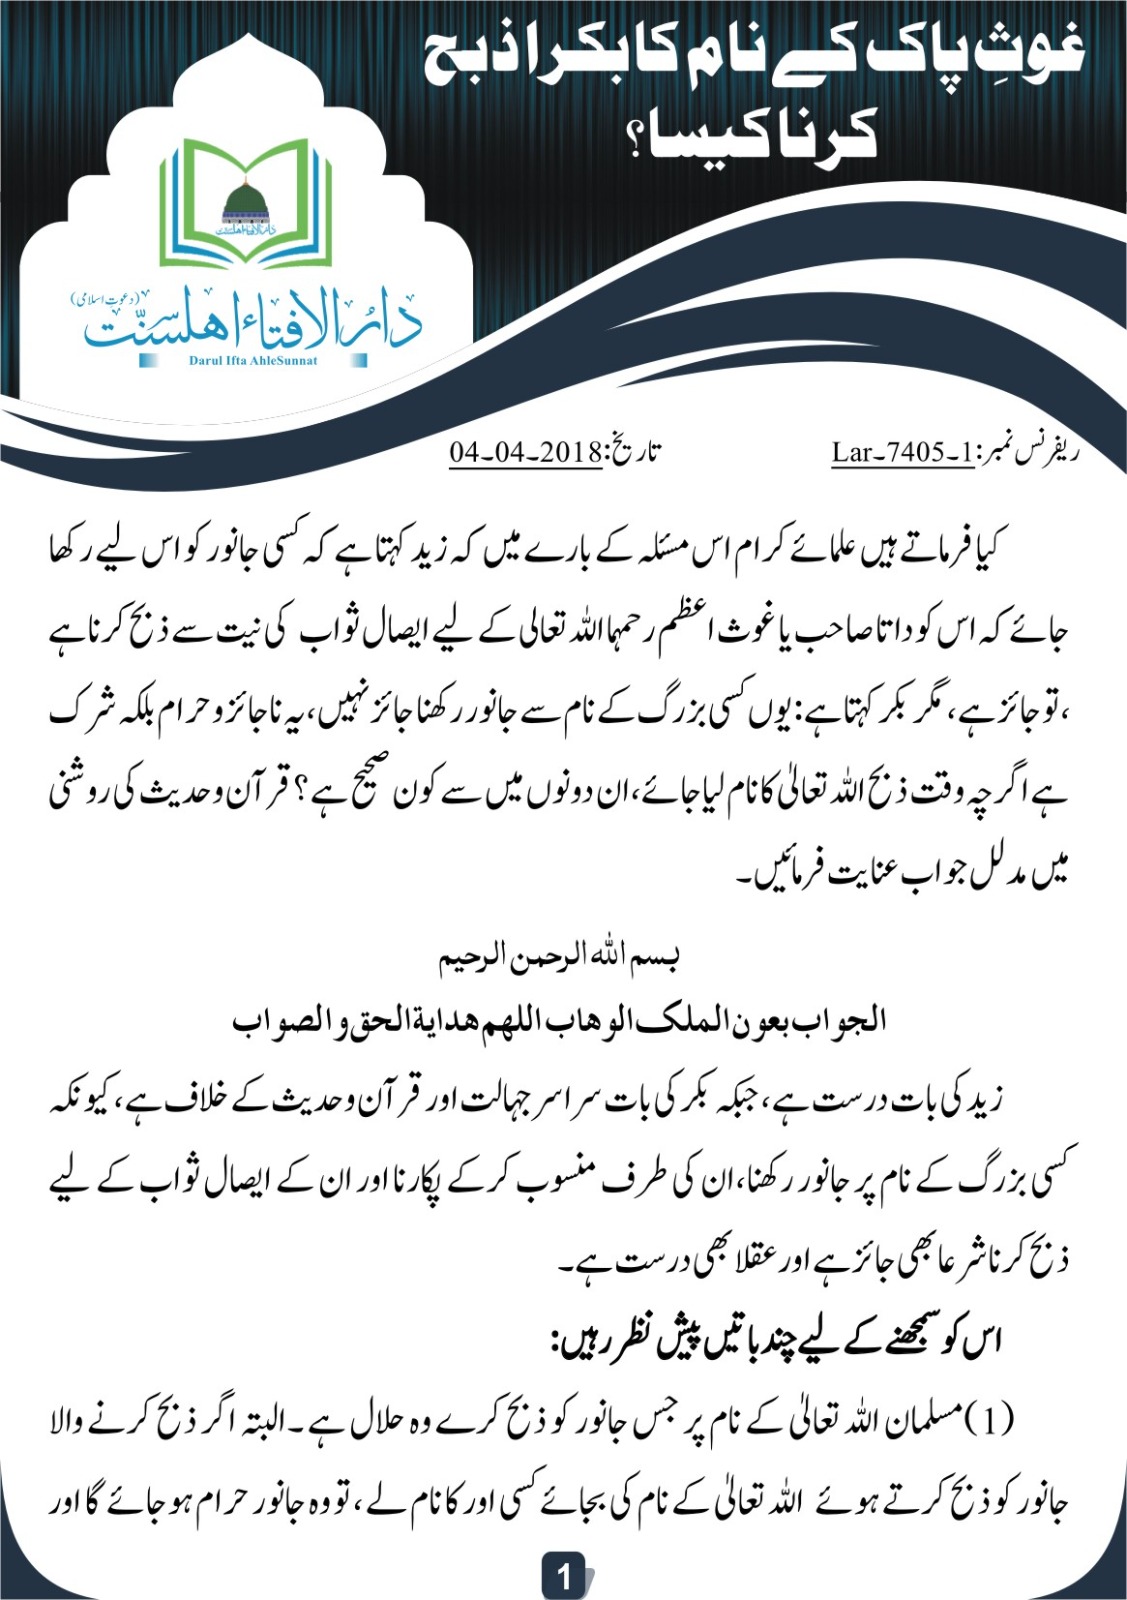 غوثِ پاک کے نام کا بکرا ذبح
کرنا کیسا؟
دارالافتاء اھلسنّت (دعوتِ اسلامی)
Darul Ifta AhleSunnat
ریفرنس نمبر: Lar-7405-1 تاریخ: 04-04-2018
کیا فرماتے ہیں علمائے کرام اس مسئلہ کے بارے میں کہ زید کہتا ہے کہ کسی جانور کو اس لیے رکھا
جائے کہ اس کو داتا صاحب یا غوث اعظم رحمہما اللہ تعالی کے لیے ایصال ثواب کی نیت سے ذبح کرنا ہے
،تو جائز ہے، مگر بکر کہتا ہے: یوں کسی بزرگ کے نام سے جانور رکھنا جائز نہیں، یہ ناجائز و حرام بلکہ شرک
ہے اگرچہ وقت ذبح اللہ تعالیٰ کا نام لیا جائے، ان دونوں میں سے کون صحیح ہے؟ قرآن وحدیث کی روشنی
میں مدلل جواب عنایت فرمائیں۔
بسم اللہ الرحمن الرحیم
الجواب بعون الملک الوھاب اللھم ھدایۃ الحق و الصواب
زید کی بات درست ہے، جبکہ بکر کی بات سراسر جہالت اور قرآن وحدیث کے خلاف ہے، کیونکہ
کسی بزرگ کے نام پر جانور رکھنا، ان کی طرف منسوب کر کے پکارنا اور ان کے ایصال ثواب کے لیے
ذبح کرنا شرعا بھی جائز ہے اور عقلا بھی درست ہے۔
اس کو سمجھنے کے لیے چند باتیں پیش نظر رہیں:
(1) مسلمان اللہ تعالیٰ کے نام پر جس جانور کو ذبح کرے وہ حلال ہے۔ البتہ اگر ذبح کرنے والا
جانور کو ذبح کرتے ہوئے اللہ تعالیٰ کے نام کی بجائے کسی اور کا نام لے، تو وہ جانور حرام ہو جائے گا اور
1